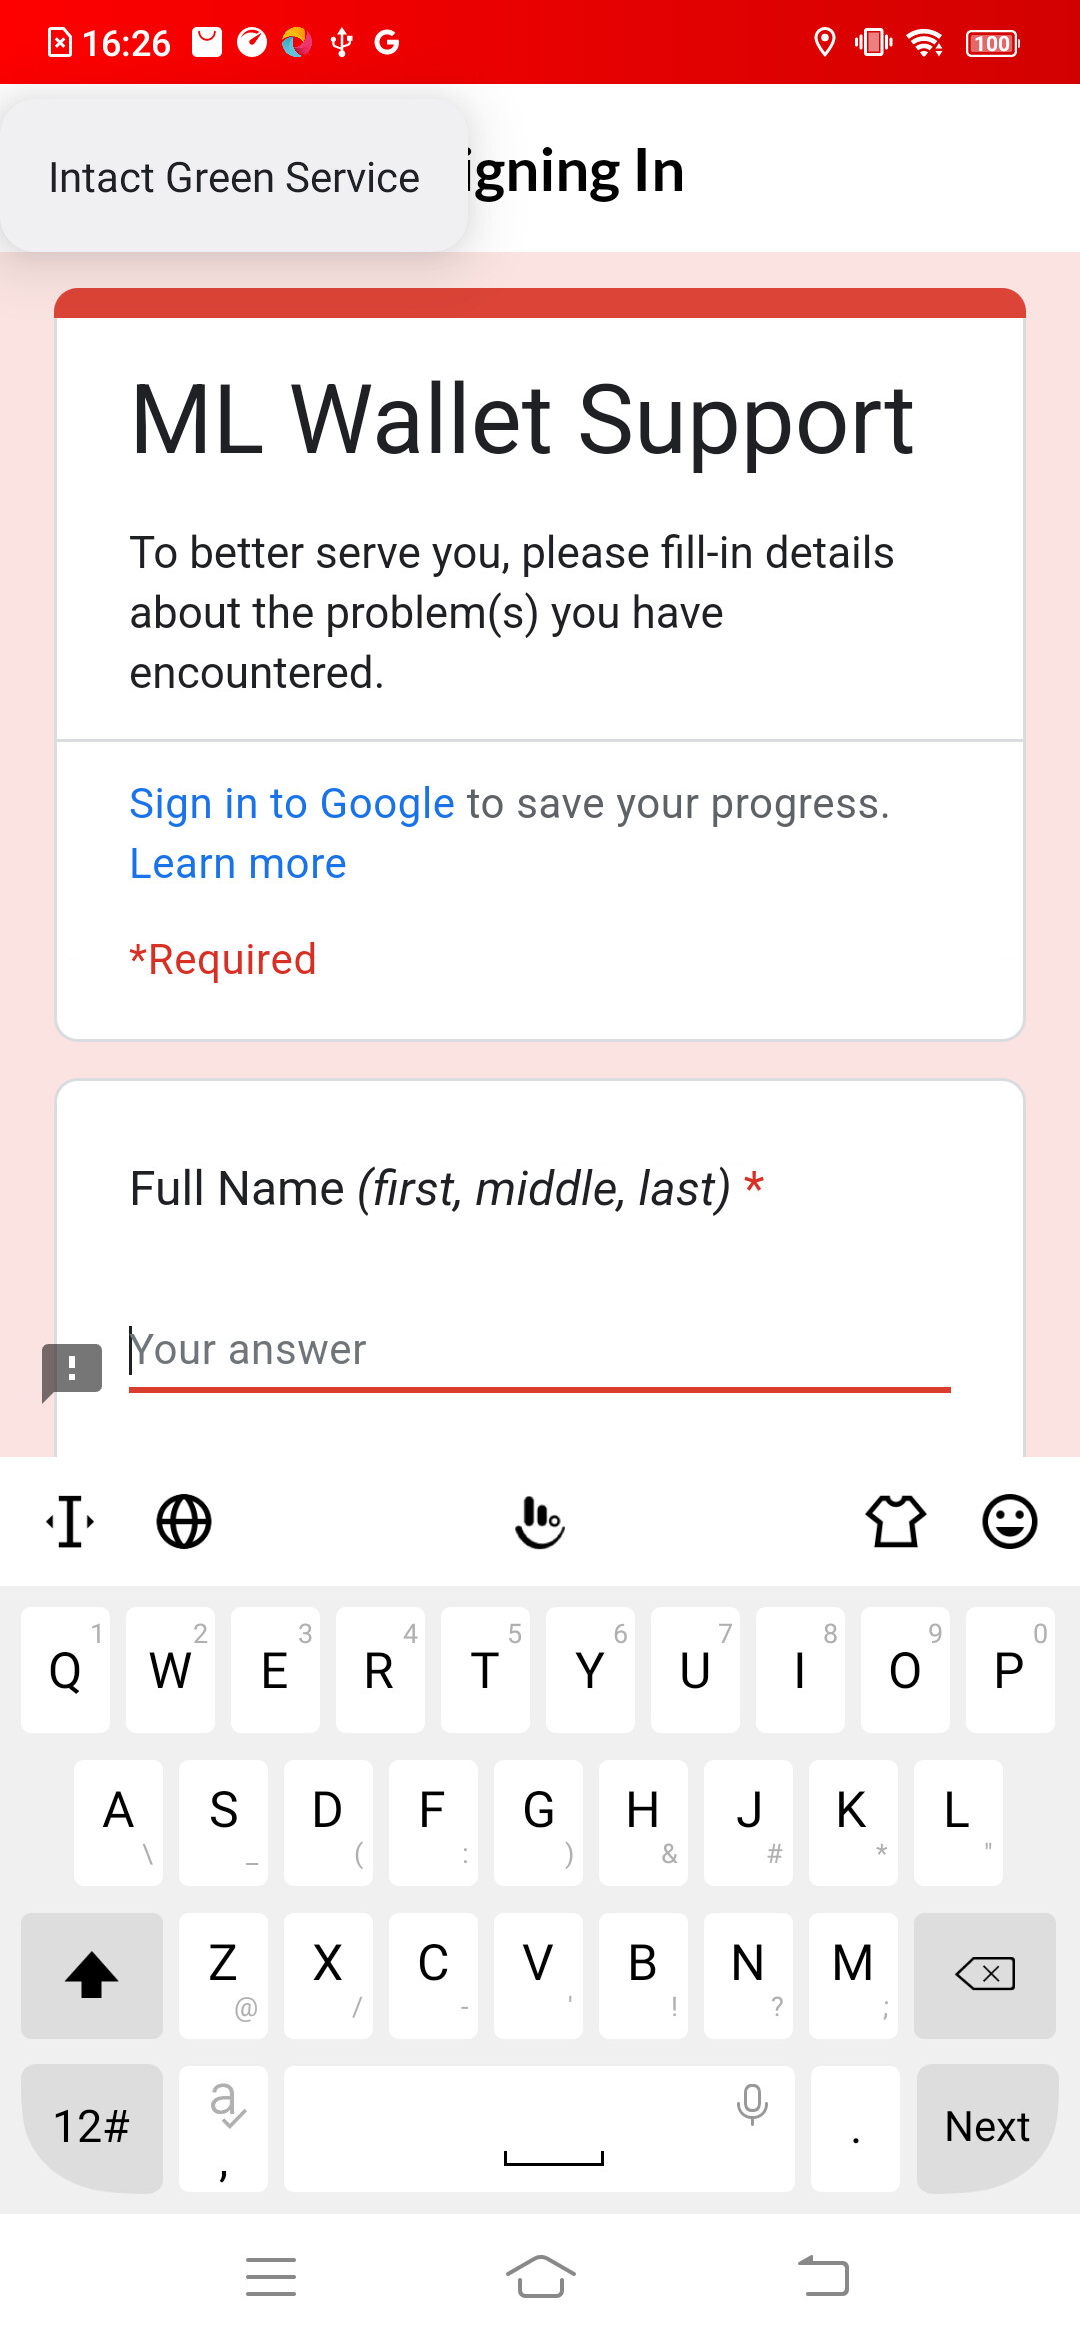 16:26
100
Intact Green Service
igning In
ML Wallet Support
To better serve you, please fill-in details
about the problem(s) you have
encountered.
Sign in to Google to save your progress.
Learn more
*Required
Full Name (first, middle, last) *
Your answer
1 2 3 4 5 6 7 8 9 0
Q W E R T Y U I O P
A S D F G H J K L
\ _ ( : ) & # * "
Z X C V B N M
@ / - ' ! ? ;
12# a , . Next